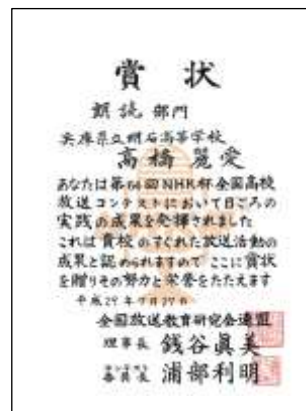 賞状
朗読部門
兵庫県立明石高等学校
高橋麗愛
あなたは第64回NHK杯全国高校
放送コンテストにおいて日ごろの
実践の成果を発揮されました
これは貴校のすぐれた放送活動の
成果と認められますので ここに賞状
を贈りその努力と栄誉をたたえます
平成29年7月27日
全国放送教育研究会連盟
理事長 銭谷眞美
委員長 浦部利明